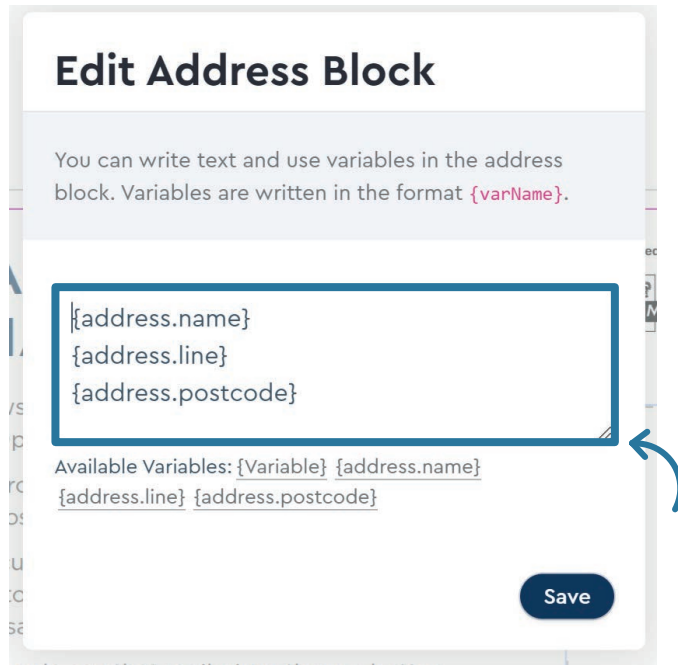 Edit Address Block
You can write text and use variables in the address
block. Variables are written in the format {varName}.
{address.name}
{address.line}
{address.postcode}
Available Variables: {Variable} {address.name}
{address.line} {address.postcode}
Save